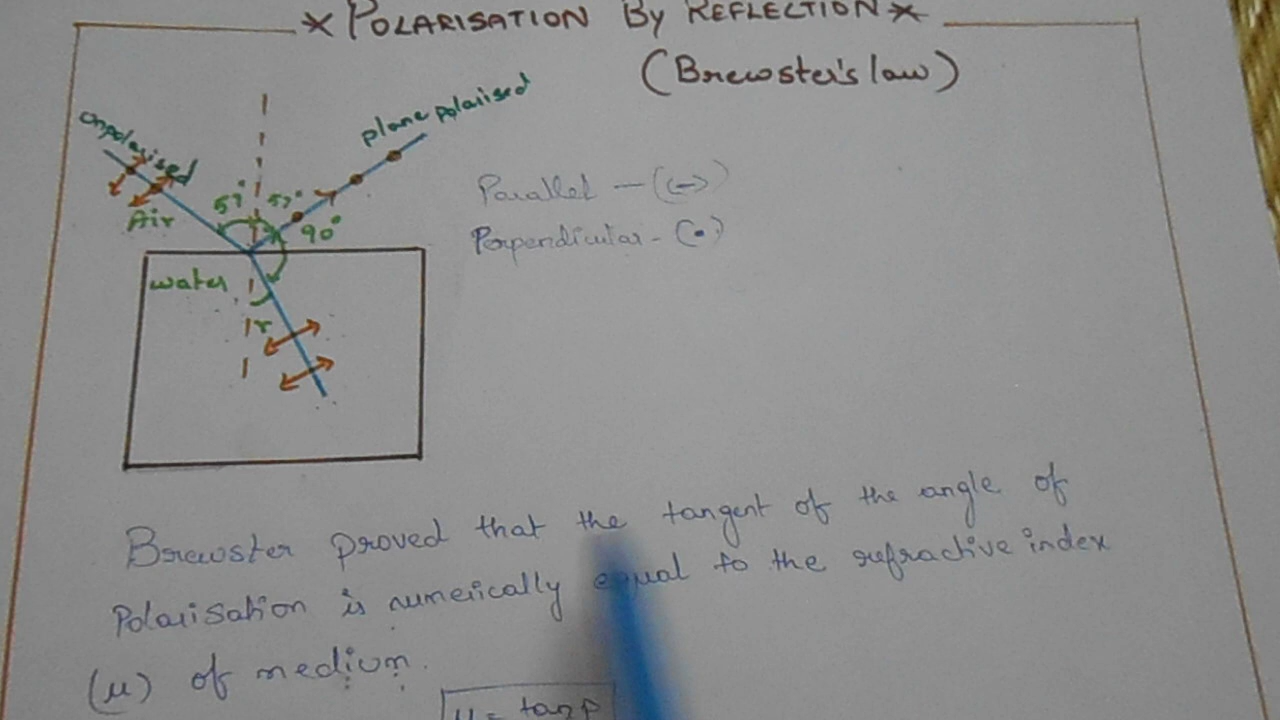 * POLARISATION BY REFLECTION *
(Brewster's law)
unpolarised
plane polarised
57° 57°
Air
90°
water
r
Parallel - (↔)
Perpendicular - (•)
Brewster proved that the tangent of the angle of
Polarisation is numerically equal to the refractive index
(μ) of medium.
μ = tan P